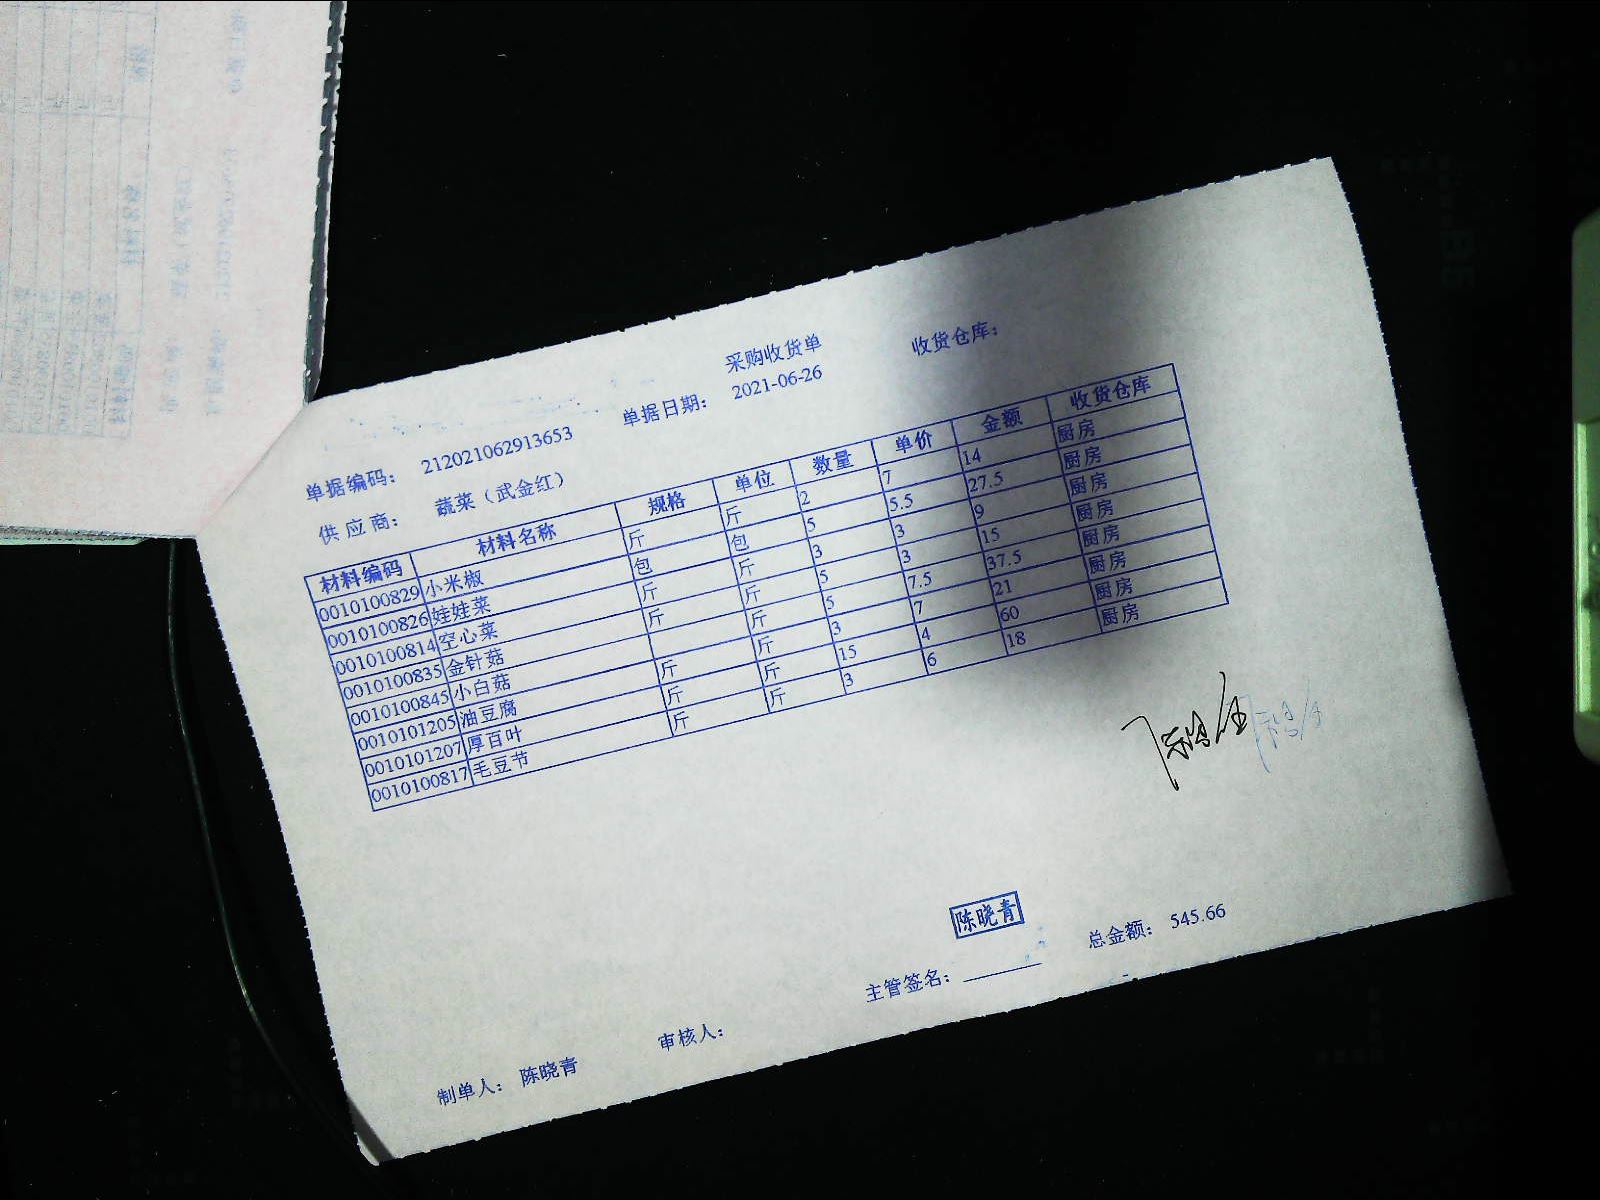 采购收货单
收货仓库:
单据编码: 212021062913653
单据日期: 2021-06-26
供应商: 蔬菜（武金红）
材料编码 材料名称 规格 单位 数量 单价 金额 收货仓库
0010100829 小米椒 斤 斤 2 7 14 厨房
0010100826 娃娃菜 包 包 5 5.5 27.5 厨房
0010100814 空心菜 斤 斤 3 3 9 厨房
0010100835 金针菇 斤 斤 5 3 15 厨房
0010100845 小白菇 斤 5 7.5 37.5 厨房
0010101205 油豆腐 斤 斤 3 7 21 厨房
0010101207 厚百叶 斤 斤 15 4 60 厨房
0010100817 毛豆节 斤 斤 3 6 18 厨房
陈晓青
制单人: 陈晓青
审核人:
主管签名:
总金额: 545.66